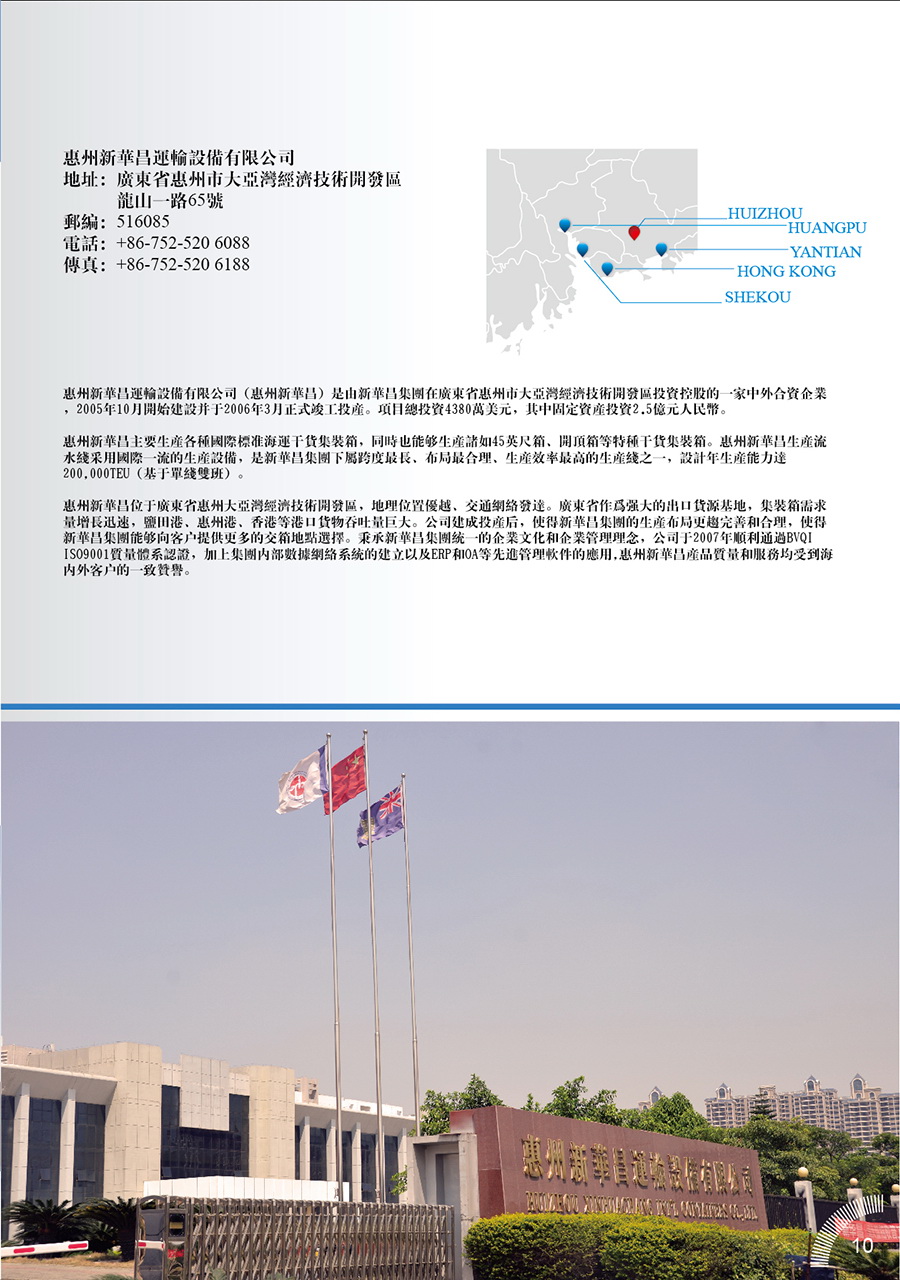 惠州新華昌運輸設備有限公司
地址：廣東省惠州市大亞灣經濟技術開發區
龍山一路65號
郵編：516085
電話：+86-752-520 6088
傳真：+86-752-520 6188
HUIZHOU
HUANGPU
YANTIAN
HONG KONG
SHEKOU
惠州新華昌運輸設備有限公司（惠州新華昌）是由新華昌集團在廣東省惠州市大亞灣經濟技術開發區投資控股的一家中外合資企業
，2005年10月開始建設并于2006年3月正式竣工投産。項目總投資4380萬美元，其中固定資産投資2.5億元人民幣。
惠州新華昌主要生産各種國際標准海運干貨集裝箱，同時也能够生産諸如45英尺箱、開頂箱等特種干貨集裝箱。惠州新華昌生産流
水綫采用國際一流的生産設備，是新華昌集團下屬跨度最長、布局最合理、生産效率最高的生産綫之一，設計年生産能力達
200,000TEU（基于單綫雙班）。
惠州新華昌位于廣東省惠州大亞灣經濟技術開發區，地理位置優越、交通網絡發達。廣東省作爲强大的出口貨源基地，集裝箱需求
量增長迅速，鹽田港、惠州港、香港等港口貨物吞吐量巨大。公司建成投産后，使得新華昌集團的生産布局更趨完善和合理，使得
新華昌集團能够向客户提供更多的交箱地點選擇。秉承新華昌集團統一的企業文化和企業管理理念，公司于2007年順利通過BVQI
ISO9001質量體系認證，加上集團内部數據網絡系統的建立以及ERP和OA等先進管理軟件的應用,惠州新華昌産品質量和服務均受到海
内外客户的一致贊譽。
惠州新華昌運輸設備有限公司
10